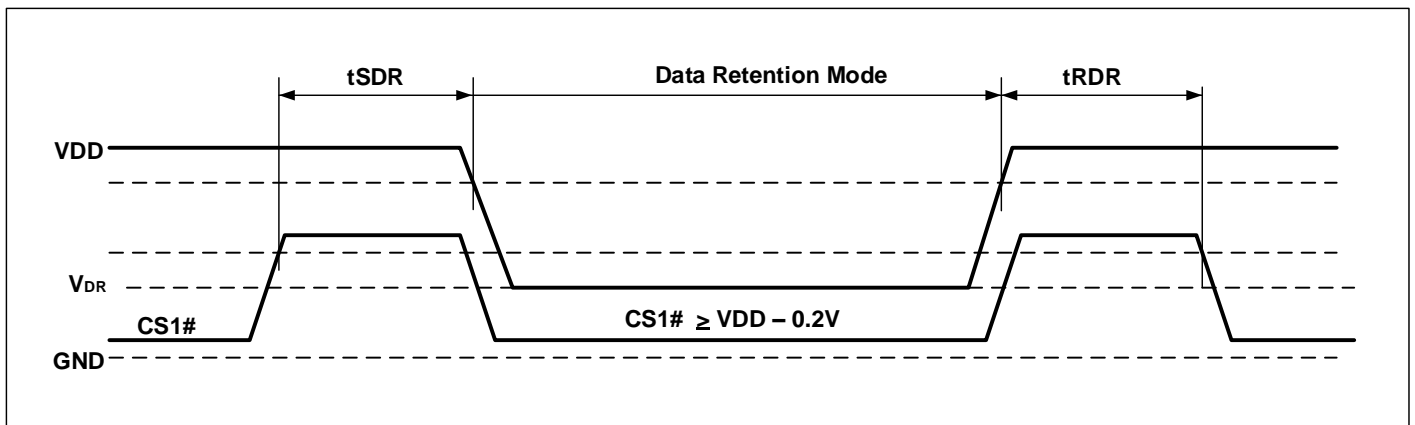 tSDR
Data Retention Mode
tRDR
VDD
VDR
CS1#
CS1# ≥ VDD – 0.2V
GND